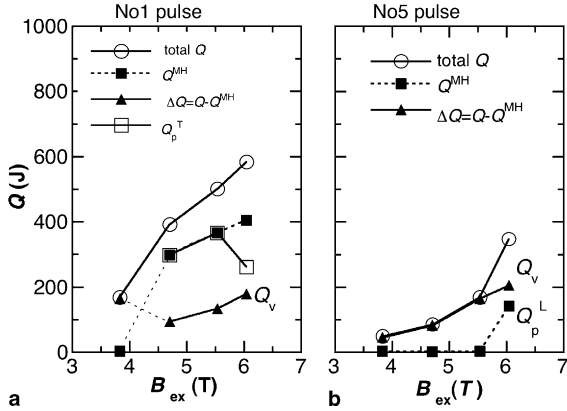 No1 pulse
1000
800
600
400
200
0
Q (J)
total Q
Q^MH
ΔQ=Q-Q^MH
Q_p^T
Q_v
3 4 5 6 7
B_ex (T)
a
No5 pulse
total Q
Q^MH
ΔQ=Q-Q^MH
Q_v
Q_p^L
3 4 5 6 7
B_ex (T)
b